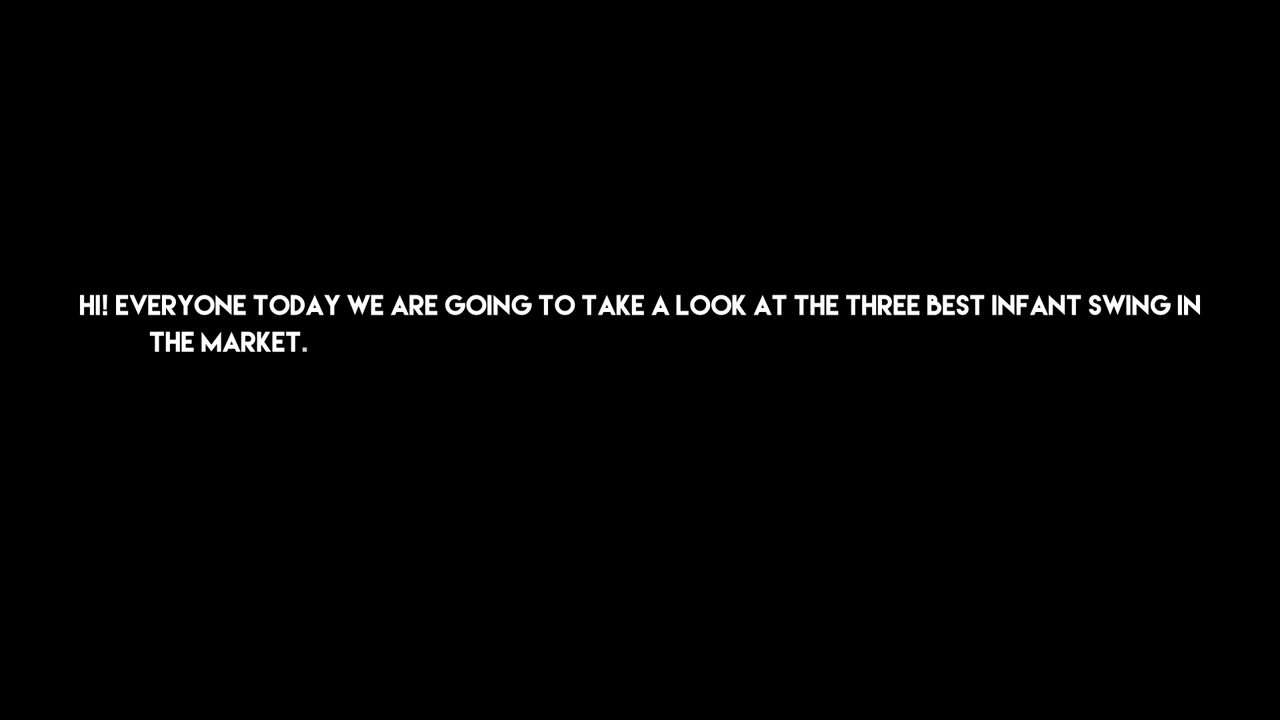 HI! EVERYONE TODAY WE ARE GOING TO TAKE A LOOK AT THE THREE BEST INFANT SWING IN
THE MARKET.